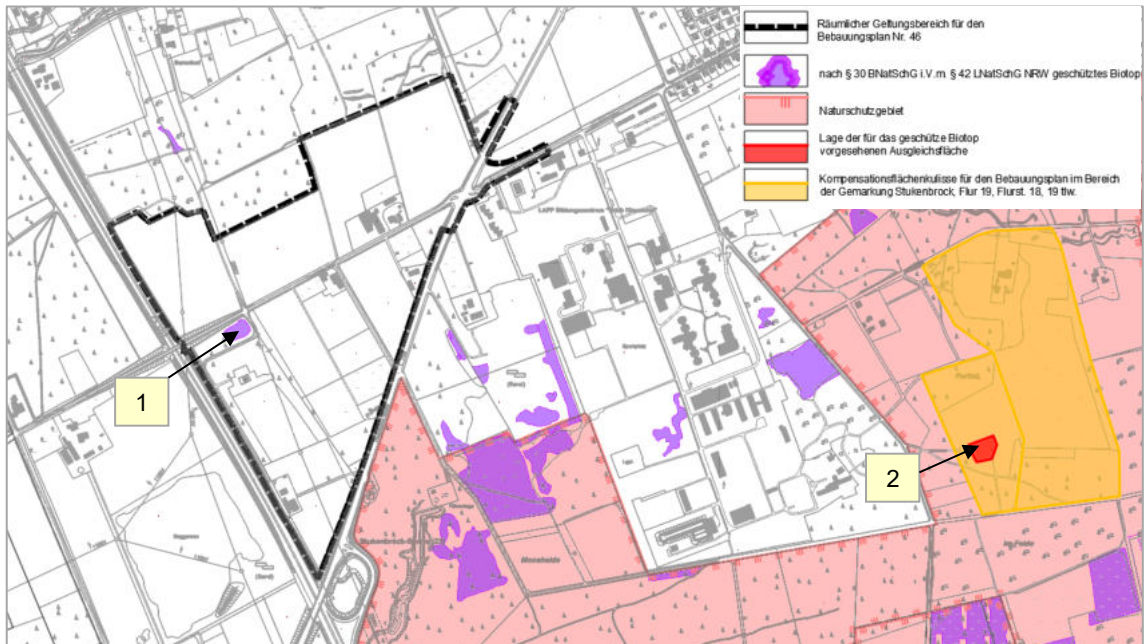 Räumlicher Geltungsbereich für den
Bebauungsplan Nr. 46
nach § 30 BNatSchG i.V.m. § 42 LNatSchG NRW geschütztes Biotop
Naturschutzgebiet
Lage der für das geschütze Biotop
vorgesehenen Ausgleichsfläche
Kompensationsflächenkulisse für den Bebauungsplan im Bereich
der Gemarkung Stukenbrock, Flur 19, Flurst. 18, 19 tlw.
1
2
(Sand)